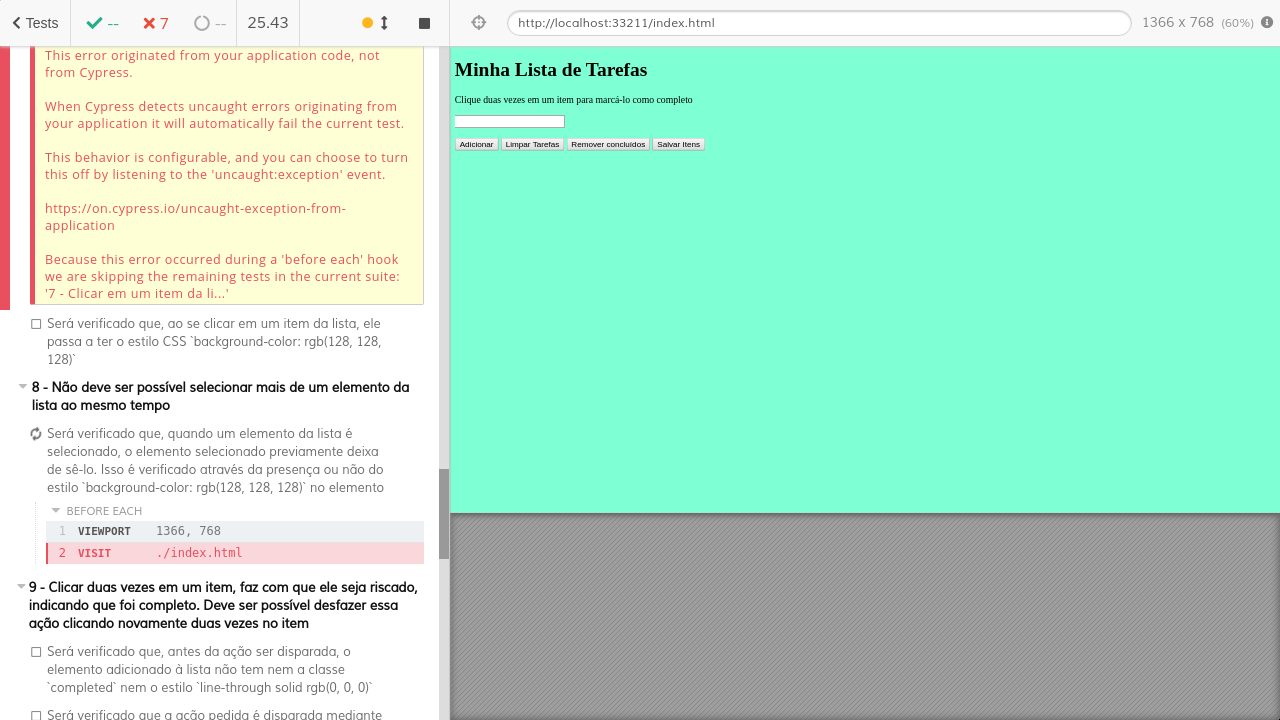 Tests -- 7 -- 25.43 http://localhost:33211/index.html 1366 x 768 (60%)
This error originated from your application code, not
from Cypress.
When Cypress detects uncaught errors originating from
your application it will automatically fail the current test.
This behavior is configurable, and you can choose to turn
this off by listening to the 'uncaught:exception' event.
https://on.cypress.io/uncaught-exception-from-
application
Because this error occurred during a 'before each' hook
we are skipping the remaining tests in the current suite:
'7 - Clicar em um item da li...'
Será verificado que, ao se clicar em um item da lista, ele
passa a ter o estilo CSS `background-color: rgb(128, 128,
128)`
8 - Não deve ser possível selecionar mais de um elemento da
lista ao mesmo tempo
Será verificado que, quando um elemento da lista é
selecionado, o elemento selecionado previamente deixa
de sê-lo. Isso é verificado através da presença ou não do
estilo `background-color: rgb(128, 128, 128)` no elemento
BEFORE EACH
1 VIEWPORT 1366, 768
2 VISIT ./index.html
9 - Clicar duas vezes em um item, faz com que ele seja riscado,
indicando que foi completo. Deve ser possível desfazer essa
ação clicando novamente duas vezes no item
Será verificado que, antes da ação ser disparada, o
elemento adicionado à lista não tem nem a classe
`completed` nem o estilo `line-through solid rgb(0, 0, 0)`
Será verificado que a ação pedida é disparada mediante
Minha Lista de Tarefas
Clique duas vezes em um item para marcá-lo como completo
Adicionar Limpar Tarefas Remover concluídos Salvar Itens